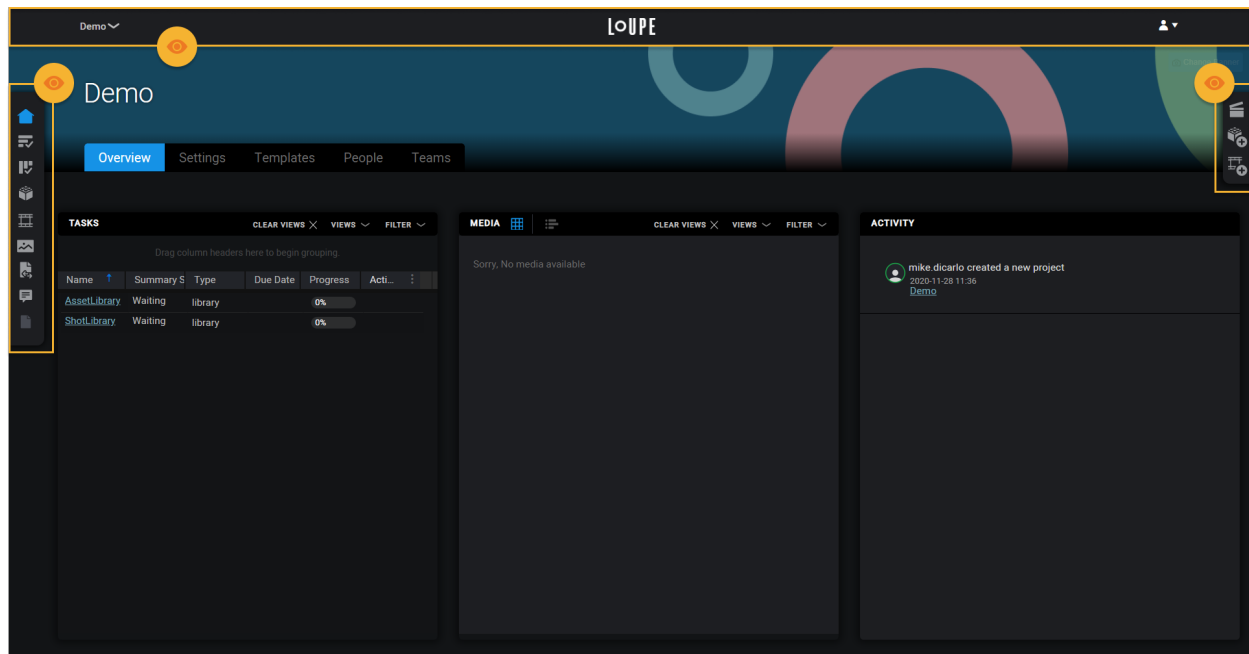 Demo
LOUPE
Demo
Overview Settings Templates People Teams
TASKS CLEAR VIEWS VIEWS FILTER
Drag column headers here to begin grouping.
Name Summary S Type Due Date Progress Acti...
AssetLibrary Waiting library 0%
ShotLibrary Waiting library 0%
MEDIA CLEAR VIEWS VIEWS FILTER
Sorry, No media available
ACTIVITY
mike.dicarlo created a new project
2020-11-28 11:36
Demo